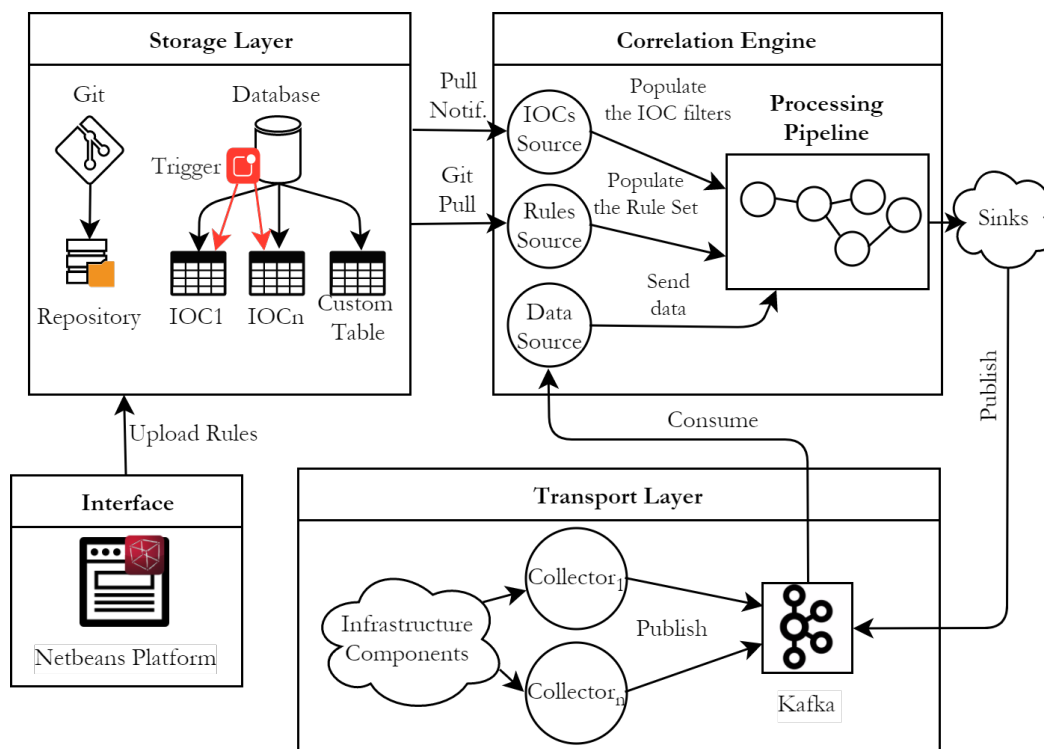 Storage Layer
Git
Database
Trigger
Repository
IOC1
IOCn
Custom
Table
Pull
Notif.
Git
Pull
Correlation Engine
IOCs
Source
Populate
the IOC filters
Processing
Pipeline
Rules
Source
Populate
the Rule Set
Data
Source
Send
data
Sinks
Publish
Upload Rules
Consume
Interface
Netbeans Platform
Transport Layer
Infrastructure
Components
Collector1
Collectorn
Publish
Kafka